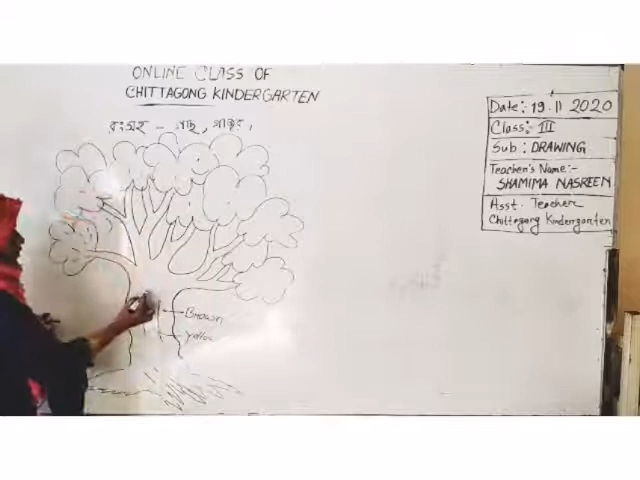 ONLINE CLASS OF
CHITTAGONG KINDERGARTEN
- গাছ,
Brown
Yellow
Date: 19.11 2020
Class:- III
Sub : DRAWING
Teacher's Name:-
SHAMIMA NASREEN
Asst. Teacher
Chittagong Kindergarten